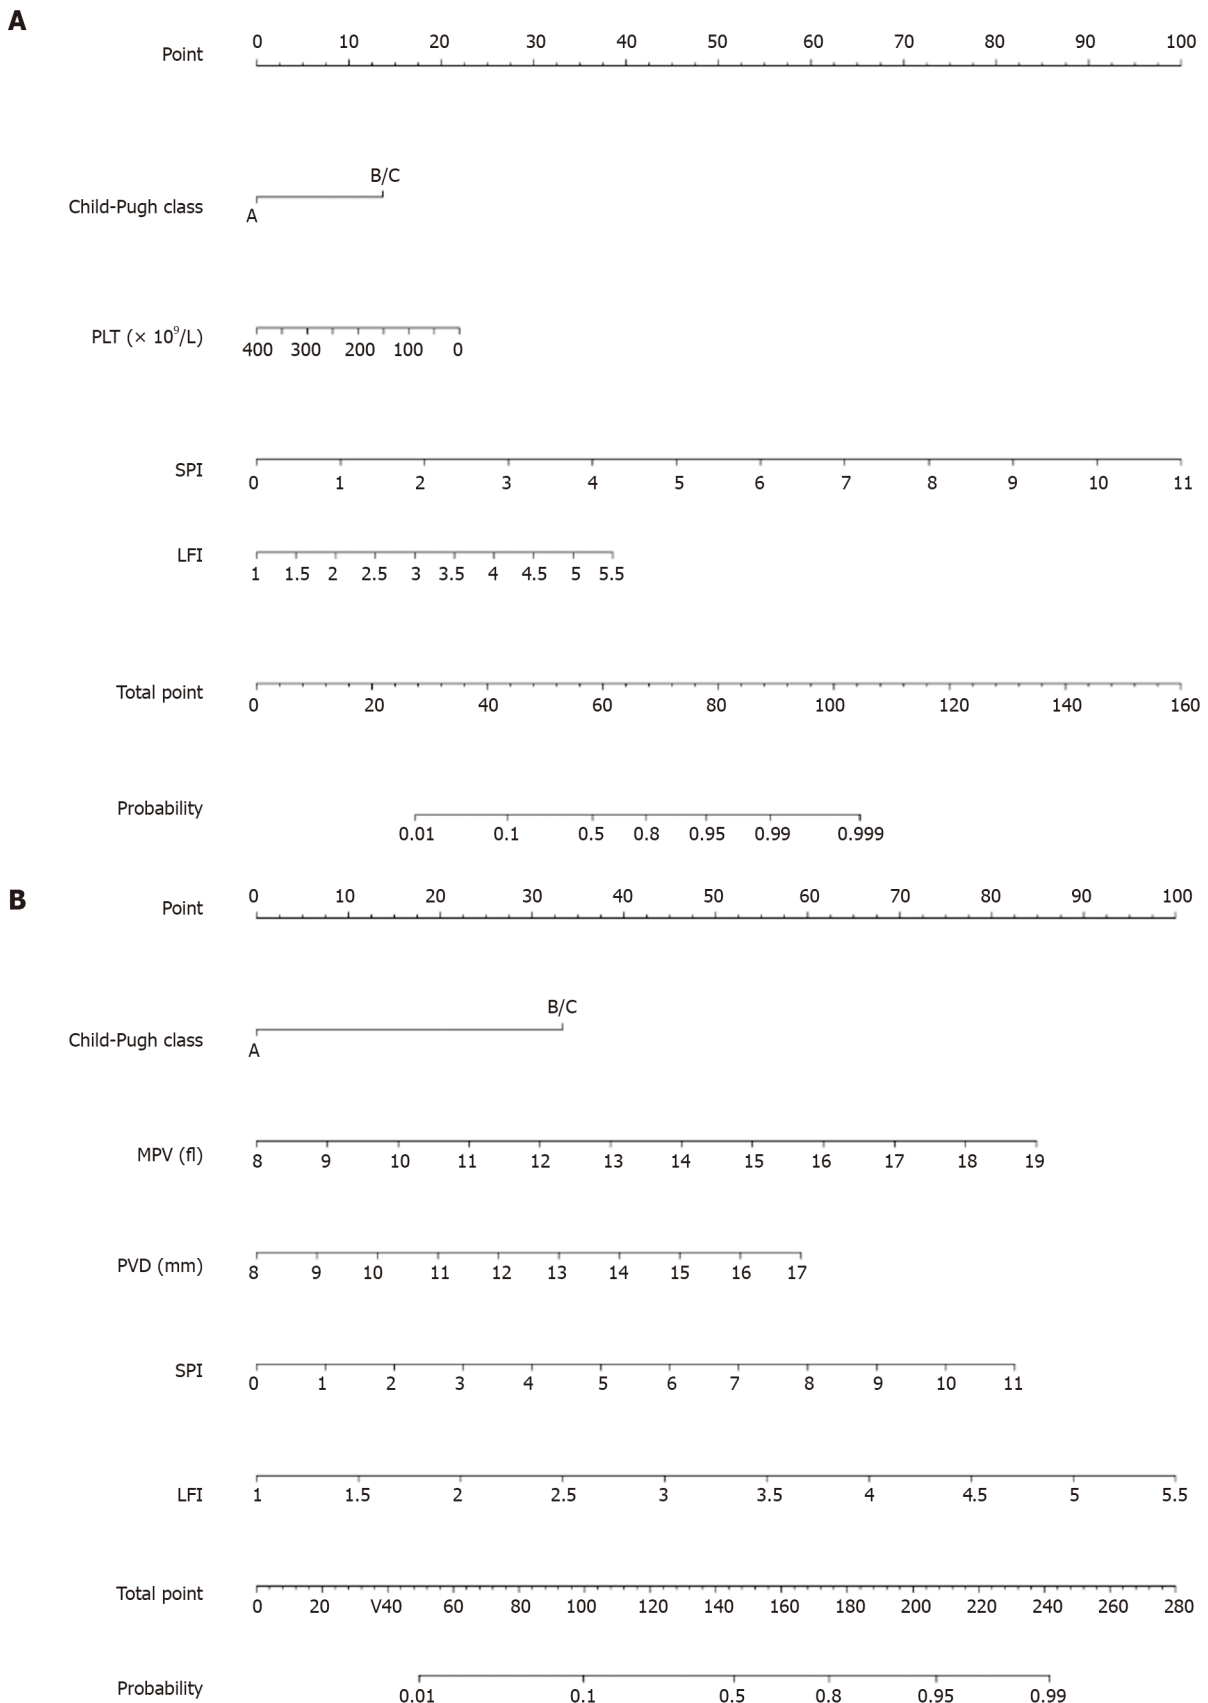 A
Point 0 10 20 30 40 50 60 70 80 90 100
B/C
Child-Pugh class
A
PLT (× 10⁹/L)
400 300 200 100 0
SPI
0 1 2 3 4 5 6 7 8 9 10 11
LFI
1 1.5 2 2.5 3 3.5 4 4.5 5 5.5
Total point
0 20 40 60 80 100 120 140 160
Probability
0.01 0.1 0.5 0.8 0.95 0.99 0.999
B
Point 0 10 20 30 40 50 60 70 80 90 100
B/C
Child-Pugh class
A
MPV (fl)
8 9 10 11 12 13 14 15 16 17 18 19
PVD (mm)
8 9 10 11 12 13 14 15 16 17
SPI
0 1 2 3 4 5 6 7 8 9 10 11
LFI
1 1.5 2 2.5 3 3.5 4 4.5 5 5.5
Total point
0 20 V40 60 80 100 120 140 160 180 200 220 240 260 280
Probability
0.01 0.1 0.5 0.8 0.95 0.99